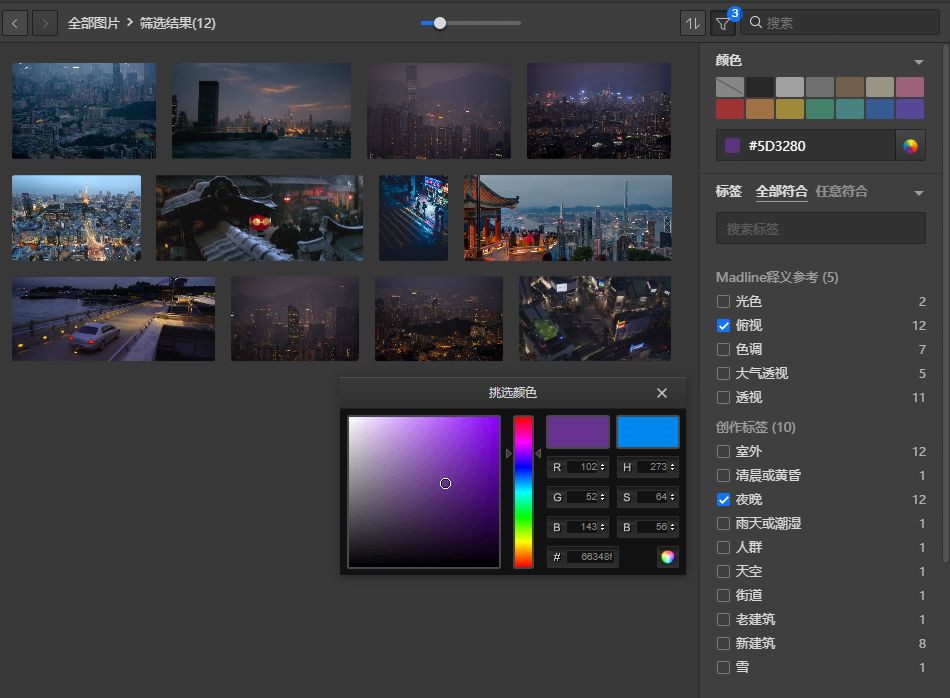 全部图片 > 筛选结果(12)
3
搜索
颜色
#5D3280
标签 全部符合 任意符合
搜索标签
Madline释义参考 (5)
光色 2
俯视 12
色调 7
大气透视 5
透视 11
创作标签 (10)
室外 12
清晨或黄昏 1
夜晚 12
雨天或潮湿 1
人群 1
天空 1
街道 1
老建筑 1
新建筑 8
雪 1
挑选颜色
R 102 H 273
G 52 S 64
B 143 B 56
# 66348f